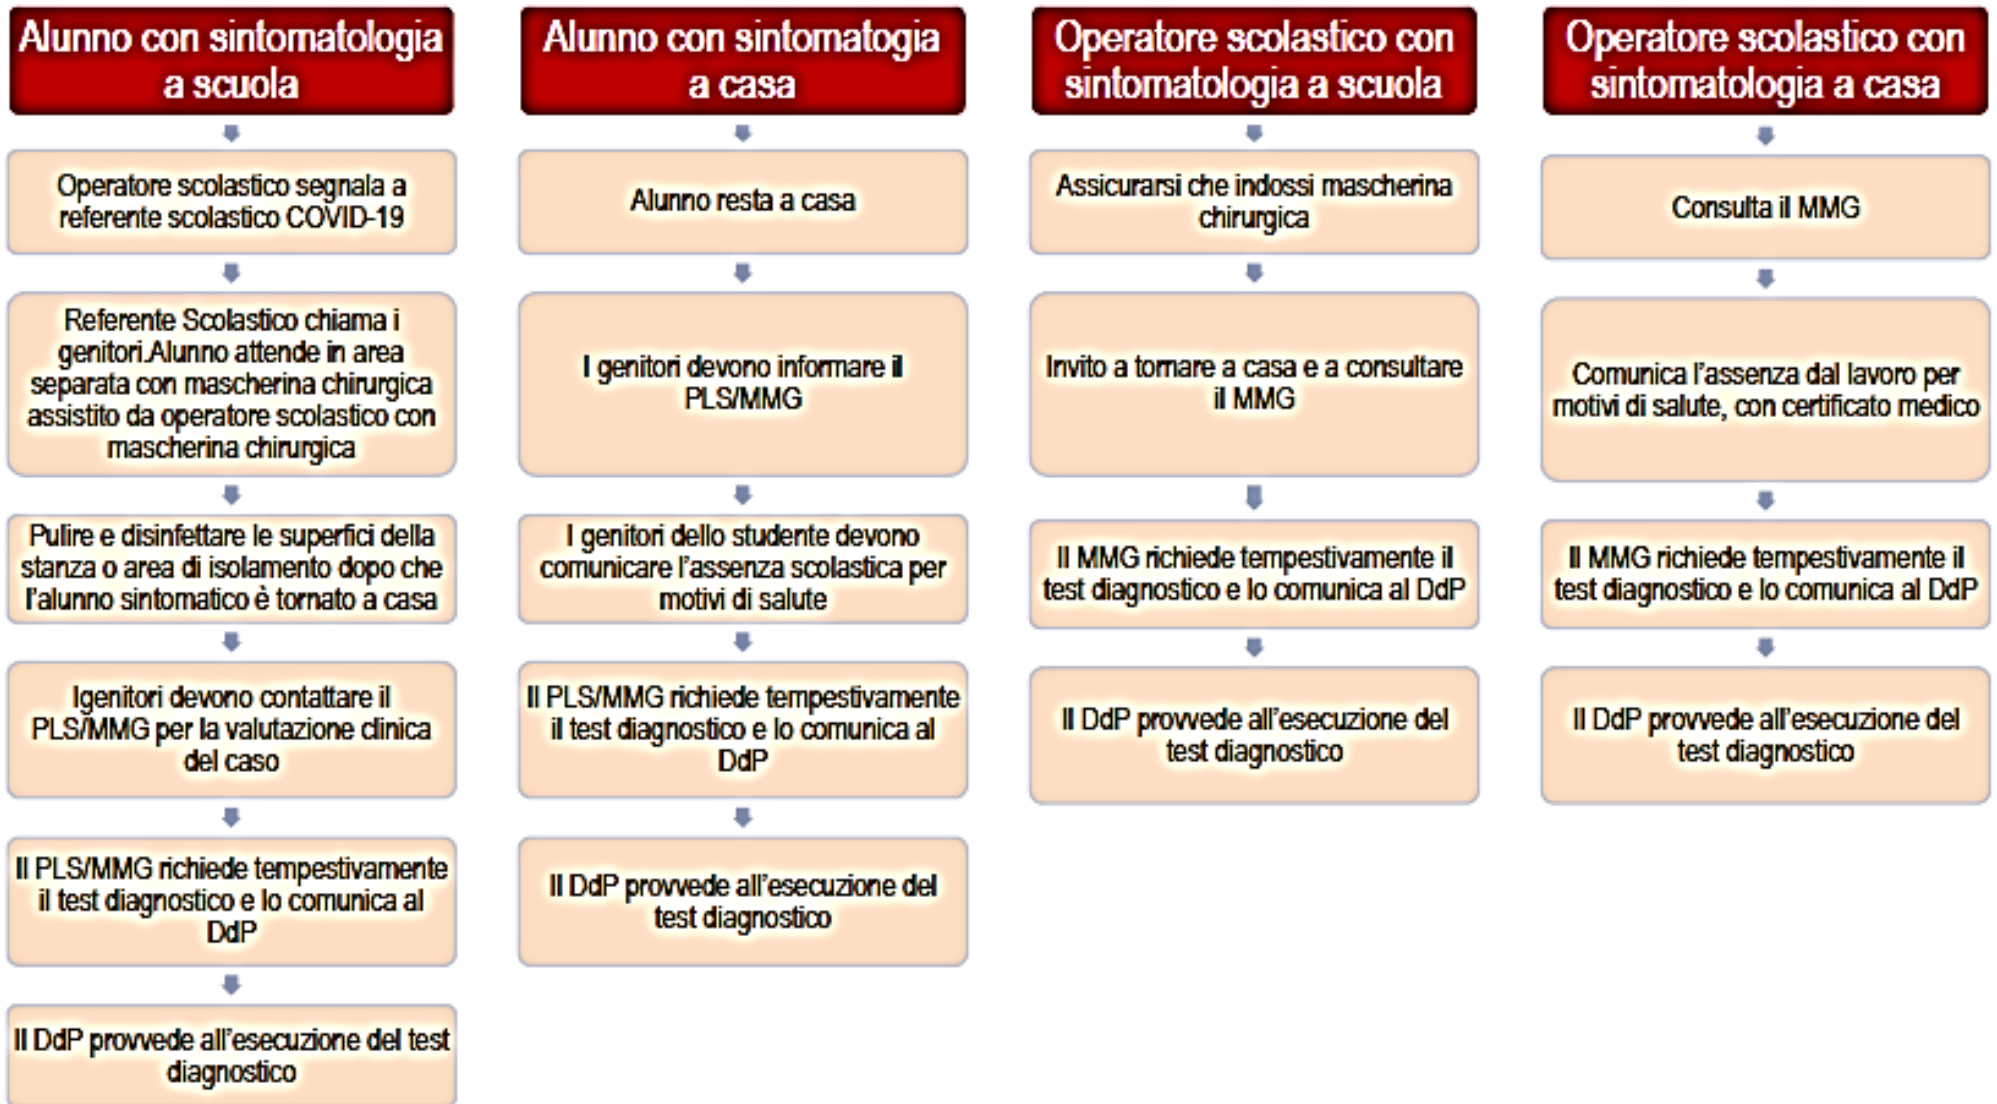 Alunno con sintomatologia
a scuola
Operatore scolastico segnala a
referente scolastico COVID-19
Referente Scolastico chiama i
genitori.Alunno attende in area
separata con mascherina chirurgica
assistito da operatore scolastico con
mascherina chirurgica
Pulire e disinfettare le superfici della
stanza o area di isolamento dopo che
l'alunno sintomatico è tornato a casa
Igenitori devono contattare il
PLS/MMG per la valutazione clinica
del caso
Il PLS/MMG richiede tempestivamente
il test diagnostico e lo comunica al
DdP
Il DdP provvede all'esecuzione del test
diagnostico
Alunno con sintomatogia
a casa
Alunno resta a casa
I genitori devono informare il
PLS/MMG
I genitori dello studente devono
comunicare l'assenza scolastica per
motivi di salute
Il PLS/MMG richiede tempestivamente
il test diagnostico e lo comunica al
DdP
Il DdP provvede all'esecuzione del
test diagnostico
Operatore scolastico con
sintomatologia a scuola
Assicurarsi che indossi mascherina
chirurgica
Invito a tornare a casa e a consultare
il MMG
Il MMG richiede tempestivamente il
test diagnostico e lo comunica al DdP
Il DdP provvede all'esecuzione del
test diagnostico
Operatore scolastico con
sintomatologia a casa
Consulta il MMG
Comunica l'assenza dal lavoro per
motivi di salute, con certificato medico
Il MMG richiede tempestivamente il
test diagnostico e lo comunica al DdP
Il DdP provvede all'esecuzione del
test diagnostico